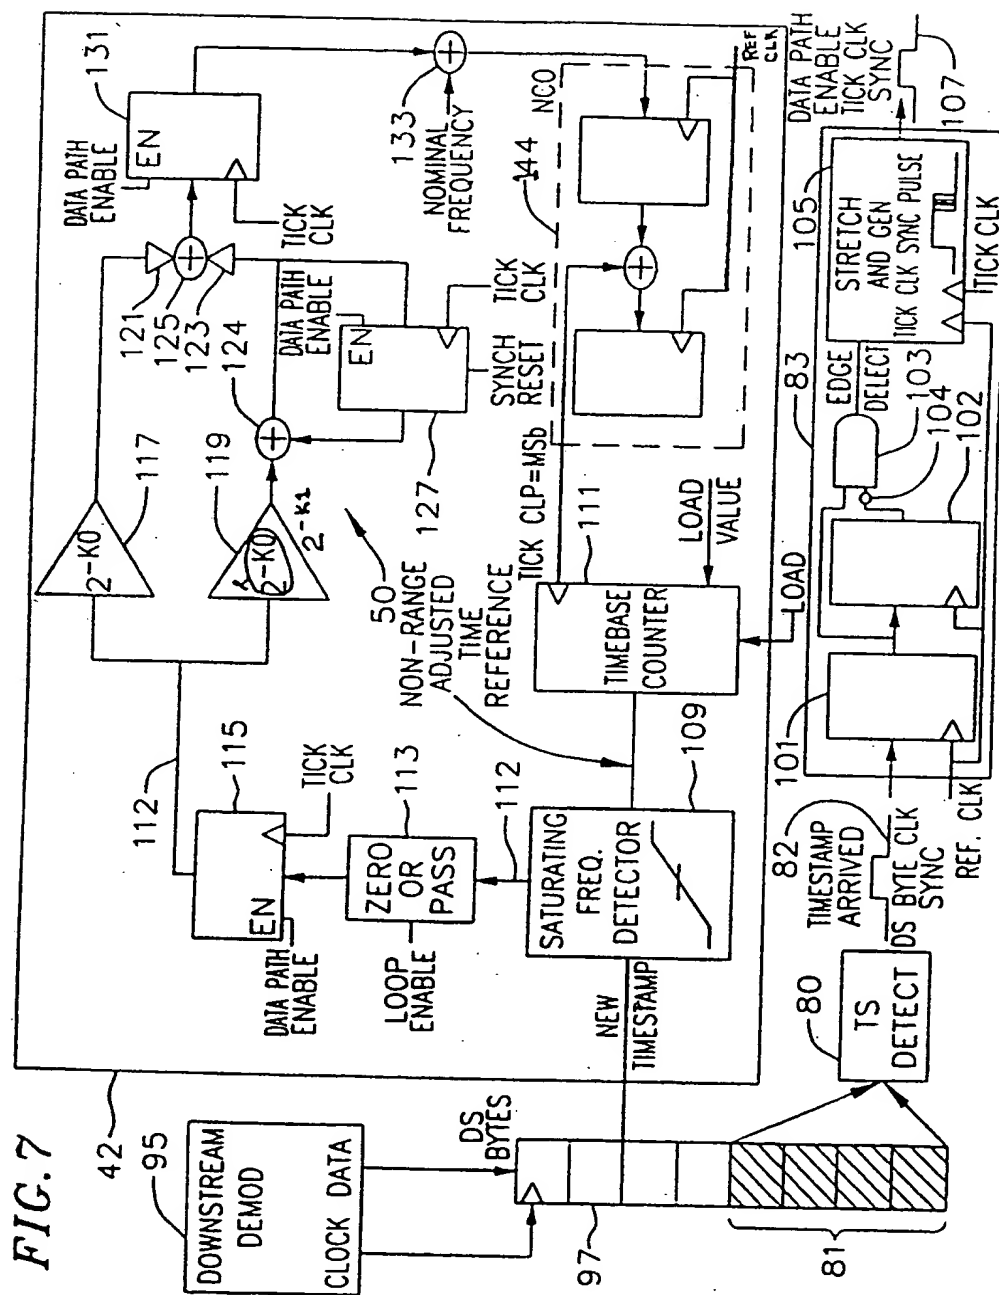 FIG. 7
42
95
DOWNSTREAM
DEMOD
CLOCK DATA
DS
BYTES
97
81
NEW
TIMESTAMP
80
TS
DETECT
TIMESTAMP
ARRIVED
82
DS BYTE CLK
SYNC
REF. CLK
112
115
EN
DATA PATH
ENABLE
TICK
CLK
113
ZERO
OR
PASS
LOOP
ENABLE
112
SATURATING
FREQ.
DETECTOR
109
50
NON-RANGE
ADJUSTED
TIME
REFERENCE
TIMEBASE
COUNTER
111
LOAD
VALUE
LOAD
TICK CLP=MSb
2-K0
117
2-K0
119
2-K1
121
125
123
124
DATA PATH
ENABLE
EN
127
TICK
CLK
SYNCH
RESET
DATA PATH
ENABLE
EN
131
TICK
CLK
133
NOMINAL
FREQUENCY
144
NCO
REF
CLK
83
101
102
104
103
EDGE
DELECT
105
STRETCH
AND GEN
TICK CLK SYNC PULSE
TICK CLK
DATA PATH
ENABLE
TICK CLK
SYNC
107